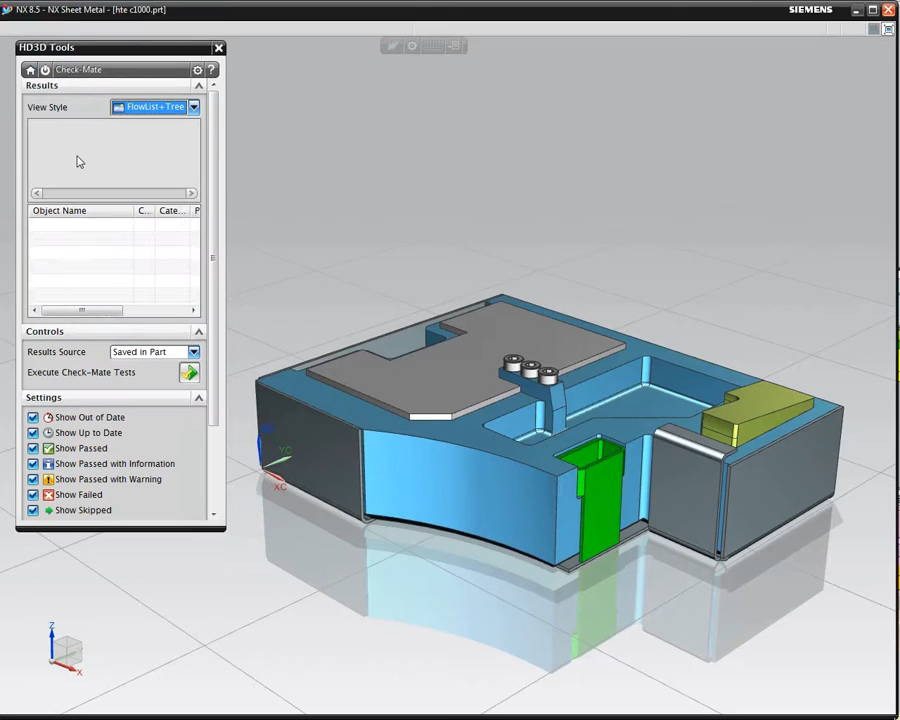 NX 8.5 - NX Sheet Metal - [hte c1000.prt]
SIEMENS
HD3D Tools
Check-Mate
Results
View Style
FlowList+Tree
Object Name C... Cate... P
Controls
Results Source
Saved in Part
Execute Check-Mate Tests
Settings
Show Out of Date
Show Up to Date
Show Passed
Show Passed with Information
Show Passed with Warning
Show Failed
Show Skipped
YC
XC
Z
X